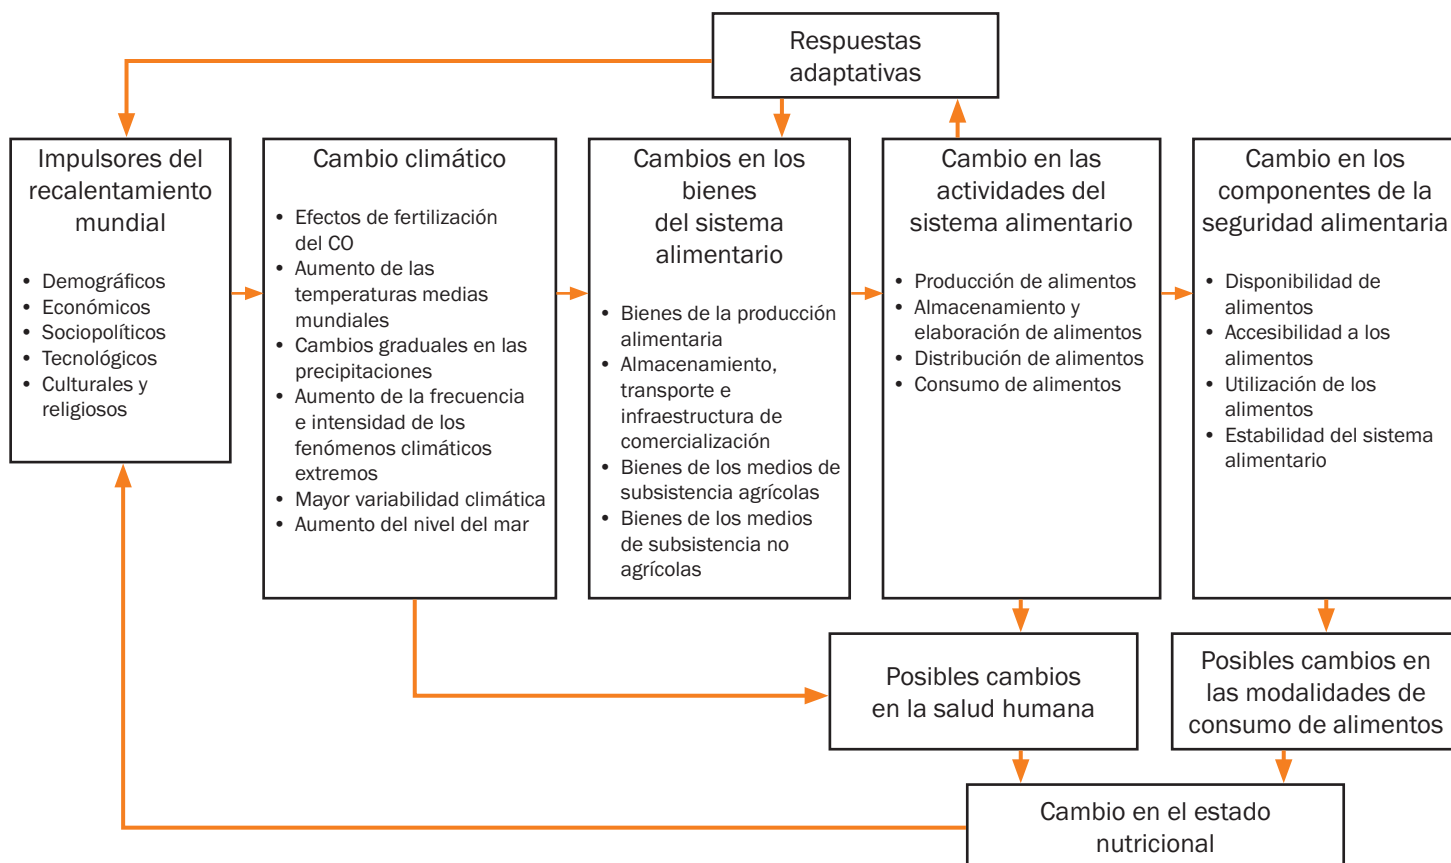 Respuestas
adaptativas
Impulsores del
recalentamiento
mundial
• Demográficos
• Económicos
• Sociopolíticos
• Tecnológicos
• Culturales y
religiosos
Cambio climático
• Efectos de fertilización
del CO
• Aumento de las
temperaturas medias
mundiales
• Cambios graduales en las
precipitaciones
• Aumento de la frecuencia
e intensidad de los
fenómenos climáticos
extremos
• Mayor variabilidad climática
• Aumento del nivel del mar
Cambios en los
bienes
del sistema
alimentario
• Bienes de la producción
alimentaria
• Almacenamiento,
transporte e
infraestructura de
comercialización
• Bienes de los medios de
subsistencia agrícolas
• Bienes de los medios
de subsistencia no
agrícolas
Cambio en las
actividades del
sistema alimentario
• Producción de alimentos
• Almacenamiento y
elaboración de alimentos
• Distribución de alimentos
• Consumo de alimentos
Cambio en los
componentes de la
seguridad alimentaria
• Disponibilidad de
alimentos
• Accesibilidad a los
alimentos
• Utilización de los
alimentos
• Estabilidad del sistema
alimentario
Posibles cambios
en la salud humana
Posibles cambios en
las modalidades de
consumo de alimentos
Cambio en el estado
nutricional